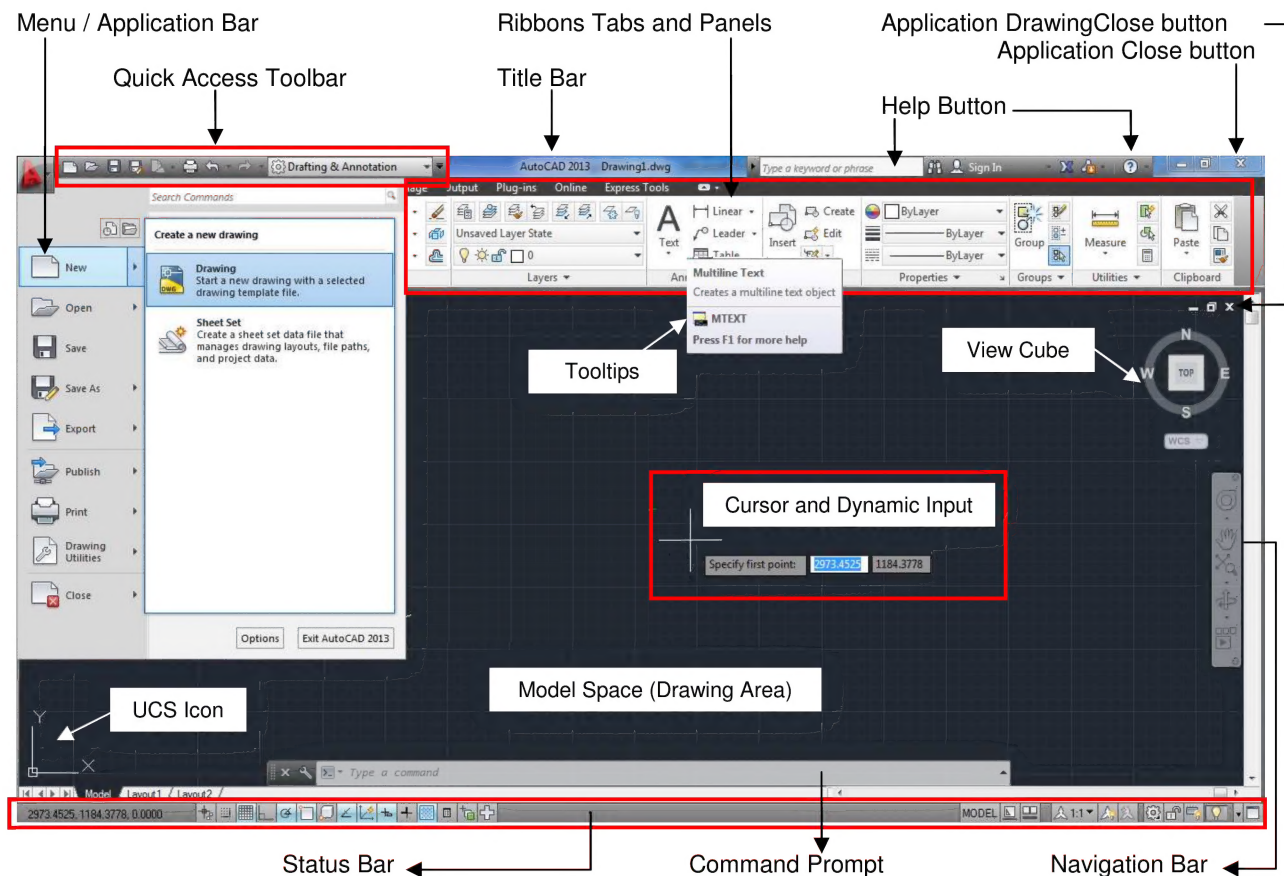 Menu / Application Bar
Ribbons Tabs and Panels
Application DrawingClose button
Application Close button
Quick Access Toolbar
Title Bar
Help Button
Drafting & Annotation
AutoCAD 2013 Drawing1.dwg
Type a keyword or phrase
Sign In
Search Commands
Output Plug-ins Online Express Tools
Create a new drawing
New
Drawing
Start a new drawing with a selected
drawing template file.
DWG
Open
Sheet Set
Create a sheet set data file that
manages drawing layouts, file paths,
and project data.
Save
Save As
Export
Publish
Print
Drawing
Utilities
Close
Options
Exit AutoCAD 2013
Unsaved Layer State
0
Layers
A
Text
Linear
Leader
Table
Insert
Create
Edit
ByLayer
ByLayer
ByLayer
Properties
Group
Groups
Measure
Utilities
Paste
Clipboard
Multiline Text
Creates a multiline text object
MTEXT
Press F1 for more help
Tooltips
View Cube
N
W
TOP
E
S
WCS
Cursor and Dynamic Input
Specify first point: 2973.4525 1184.3778
Model Space (Drawing Area)
UCS Icon
Y
X
Type a command
Model Layout1 Layout2
2973.4525, 1184.3778, 0.0000
MODEL
1:1
Status Bar
Command Prompt
Navigation Bar